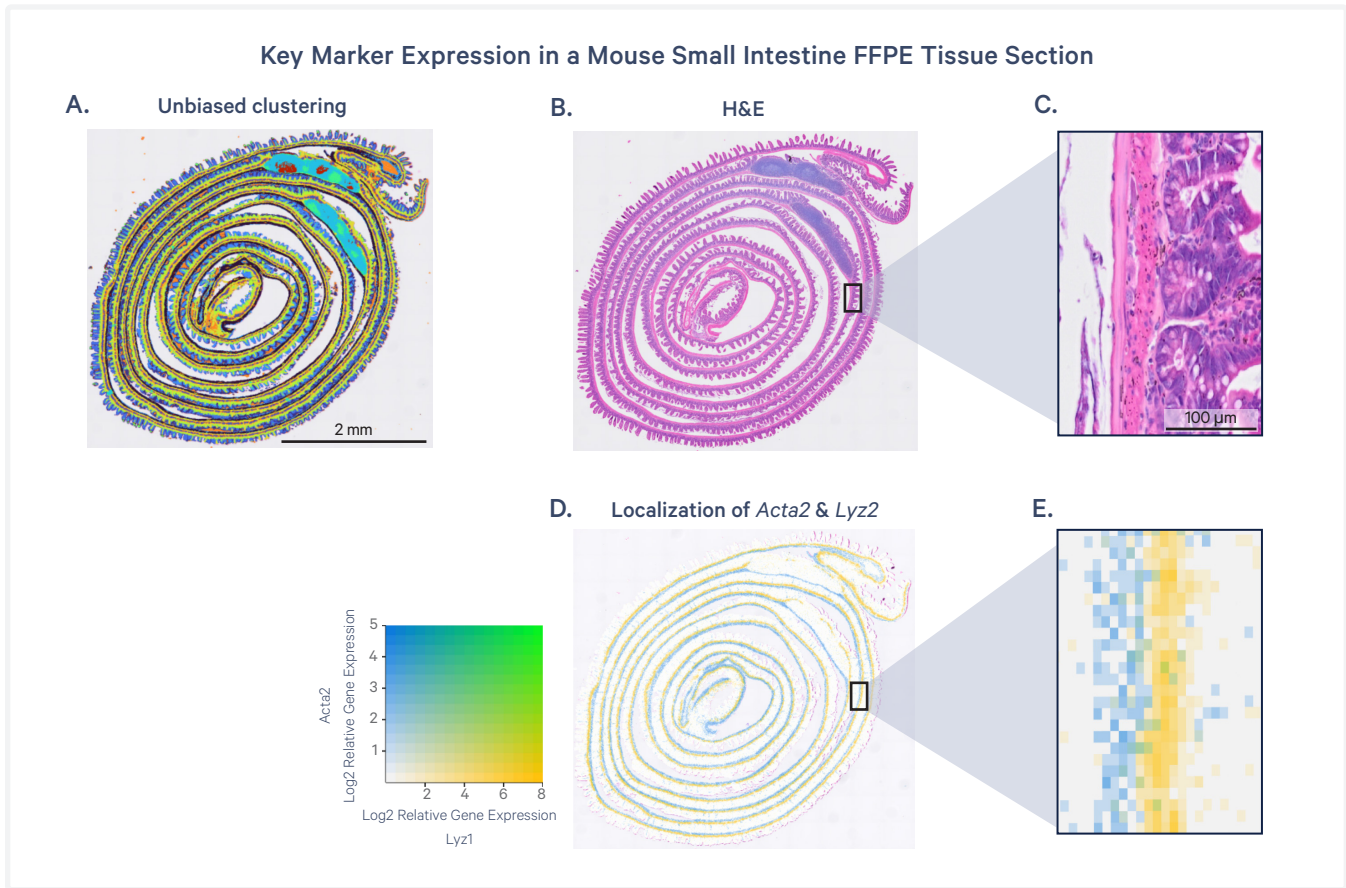 Key Marker Expression in a Mouse Small Intestine FFPE Tissue Section
A.
Unbiased clustering
2 mm
B.
H&E
C.
100 µm
D.
Localization of Acta2 & Lyz2
E.
Acta2
Log2 Relative Gene Expression
5
4
3
2
1
2 4 6 8
Log2 Relative Gene Expression
Lyz1